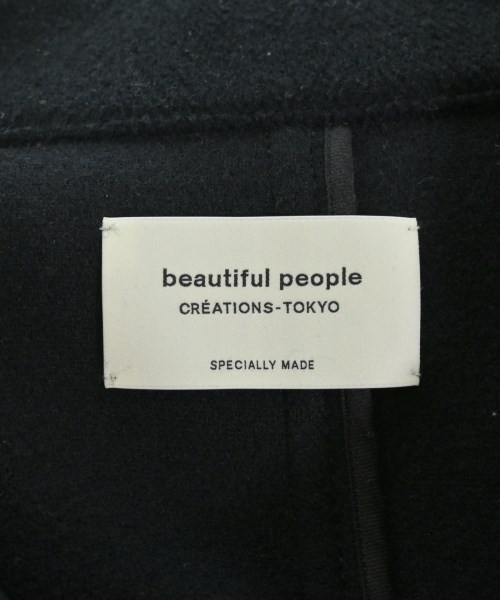 beautiful people
CRÉATIONS-TOKYO
SPECIALLY MADE